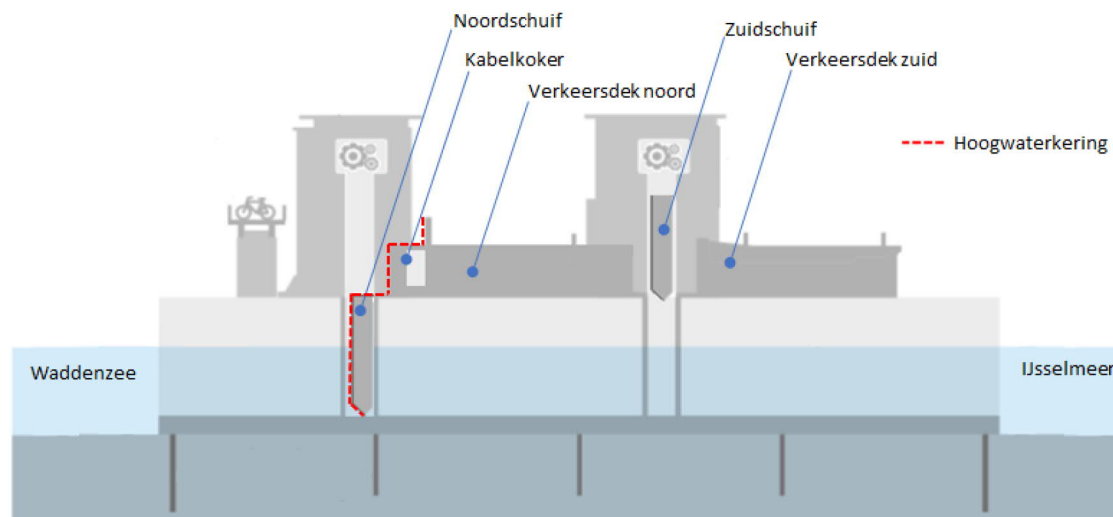 Noordschuif
Zuidschuif
Kabelkoker
Verkeersdek zuid
Verkeersdek noord
Hoogwaterkering
Waddenzee
IJsselmeer